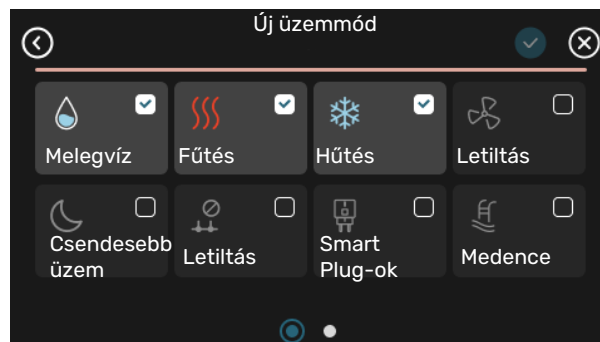 Új üzemmód
Melegvíz
Fűtés
Hűtés
Letiltás
Csendesebb
üzem
Letiltás
Smart
Plug-ok
Medence